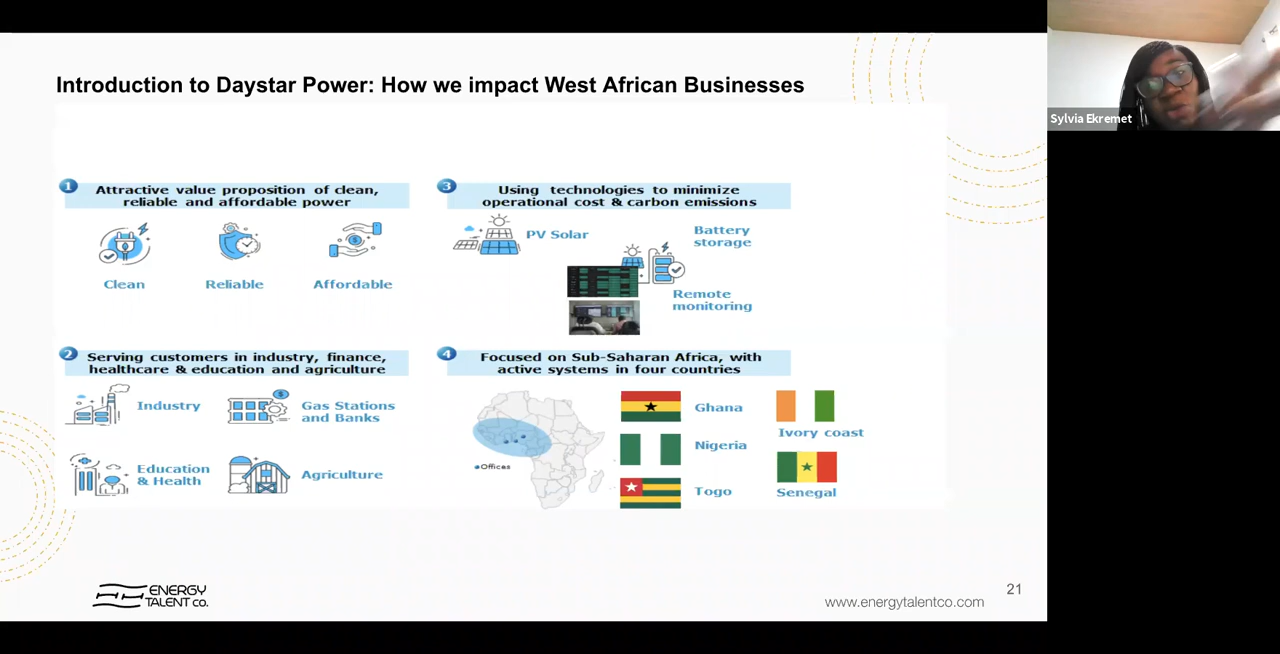 Introduction to Daystar Power: How we impact West African Businesses
Sylvia Ekremet
1
Attractive value proposition of clean,
reliable and affordable power
Clean
Reliable
Affordable
3
Using technologies to minimize
operational cost & carbon emissions
PV Solar
Battery
storage
Remote
monitoring
2
Serving customers in industry, finance,
healthcare & education and agriculture
Industry
Gas Stations
and Banks
Education
& Health
Agriculture
4
Focused on Sub-Saharan Africa, with
active systems in four countries
Offices
Ghana
Nigeria
Togo
Ivory coast
Senegal
ENERGY
TALENT CO.
www.energytalentco.com
21